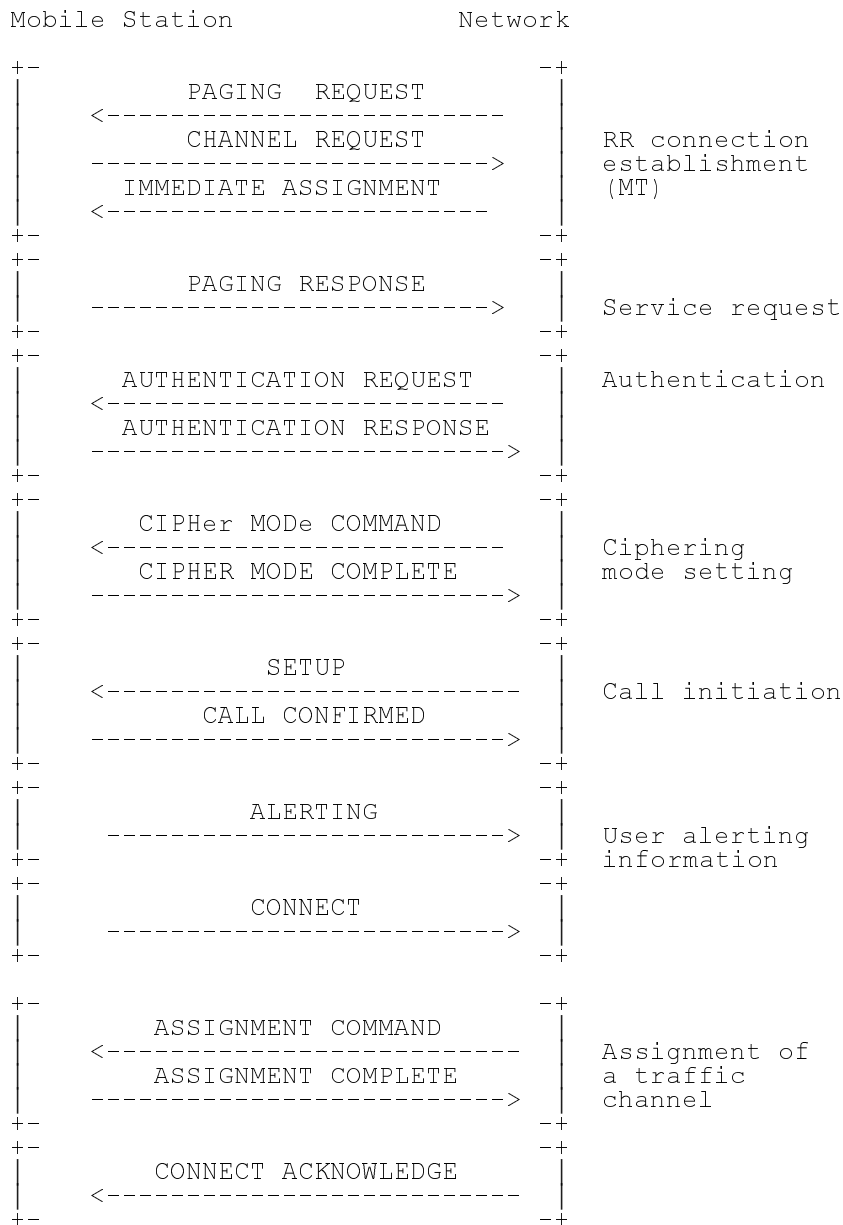 Mobile Station Network
PAGING REQUEST
CHANNEL REQUEST RR connection
establishment
IMMEDIATE ASSIGNMENT (MT)
PAGING RESPONSE
Service request
AUTHENTICATION REQUEST Authentication
AUTHENTICATION RESPONSE
CIPHer MODe COMMAND
Ciphering
CIPHER MODE COMPLETE mode setting
SETUP
Call initiation
CALL CONFIRMED
ALERTING
User alerting
information
CONNECT
ASSIGNMENT COMMAND
Assignment of
ASSIGNMENT COMPLETE a traffic
channel
CONNECT ACKNOWLEDGE